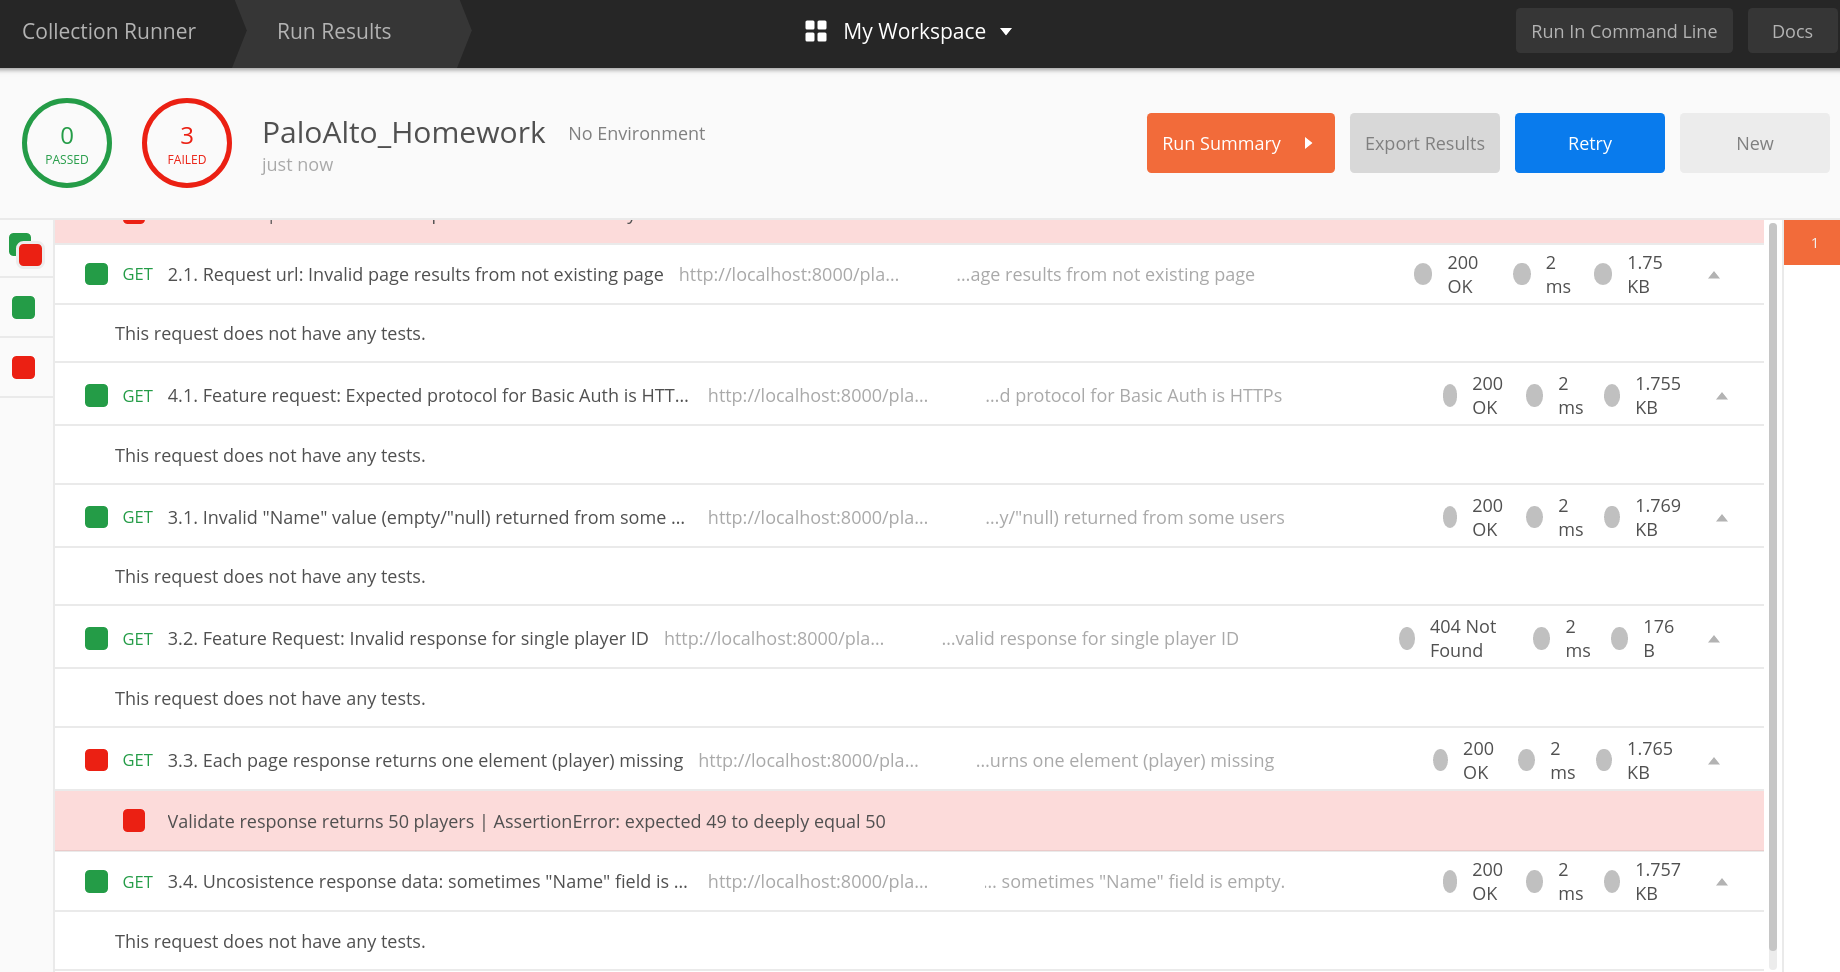 Collection Runner
Run Results
My Workspace
Run In Command Line
Docs
0
PASSED
3
FAILED
PaloAlto_Homework
No Environment
just now
Run Summary
Export Results
Retry
New
1
GET 2.1. Request url: Invalid page results from not existing page http://localhost:8000/pla... ...age results from not existing page 200 OK 2 ms 1.75 KB
This request does not have any tests.
GET 4.1. Feature request: Expected protocol for Basic Auth is HTT... http://localhost:8000/pla... ...d protocol for Basic Auth is HTTPs 200 OK 2 ms 1.755 KB
This request does not have any tests.
GET 3.1. Invalid "Name" value (empty/"null) returned from some ... http://localhost:8000/pla... ...y/"null) returned from some users 200 OK 2 ms 1.769 KB
This request does not have any tests.
GET 3.2. Feature Request: Invalid response for single player ID http://localhost:8000/pla... ...valid response for single player ID 404 Not Found 2 ms 176 B
This request does not have any tests.
GET 3.3. Each page response returns one element (player) missing http://localhost:8000/pla... ...urns one element (player) missing 200 OK 2 ms 1.765 KB
Validate response returns 50 players | AssertionError: expected 49 to deeply equal 50
GET 3.4. Uncosistence response data: sometimes "Name" field is ... http://localhost:8000/pla... ... sometimes "Name" field is empty. 200 OK 2 ms 1.757 KB
This request does not have any tests.